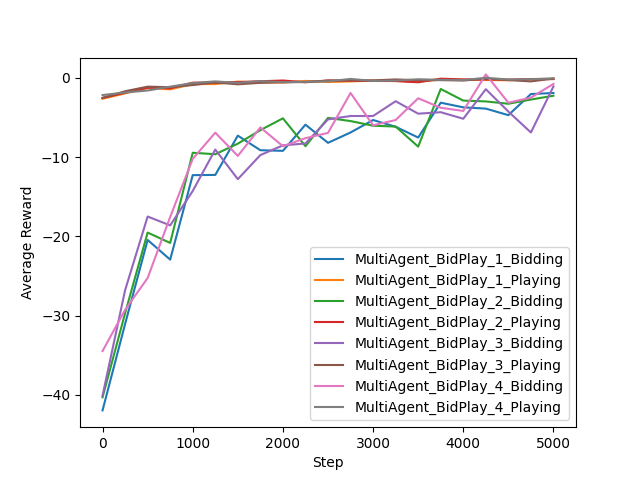 0
−10
−20
−30
−40
Average Reward
MultiAgent_BidPlay_1_Bidding
MultiAgent_BidPlay_1_Playing
MultiAgent_BidPlay_2_Bidding
MultiAgent_BidPlay_2_Playing
MultiAgent_BidPlay_3_Bidding
MultiAgent_BidPlay_3_Playing
MultiAgent_BidPlay_4_Bidding
MultiAgent_BidPlay_4_Playing
0 1000 2000 3000 4000 5000
Step